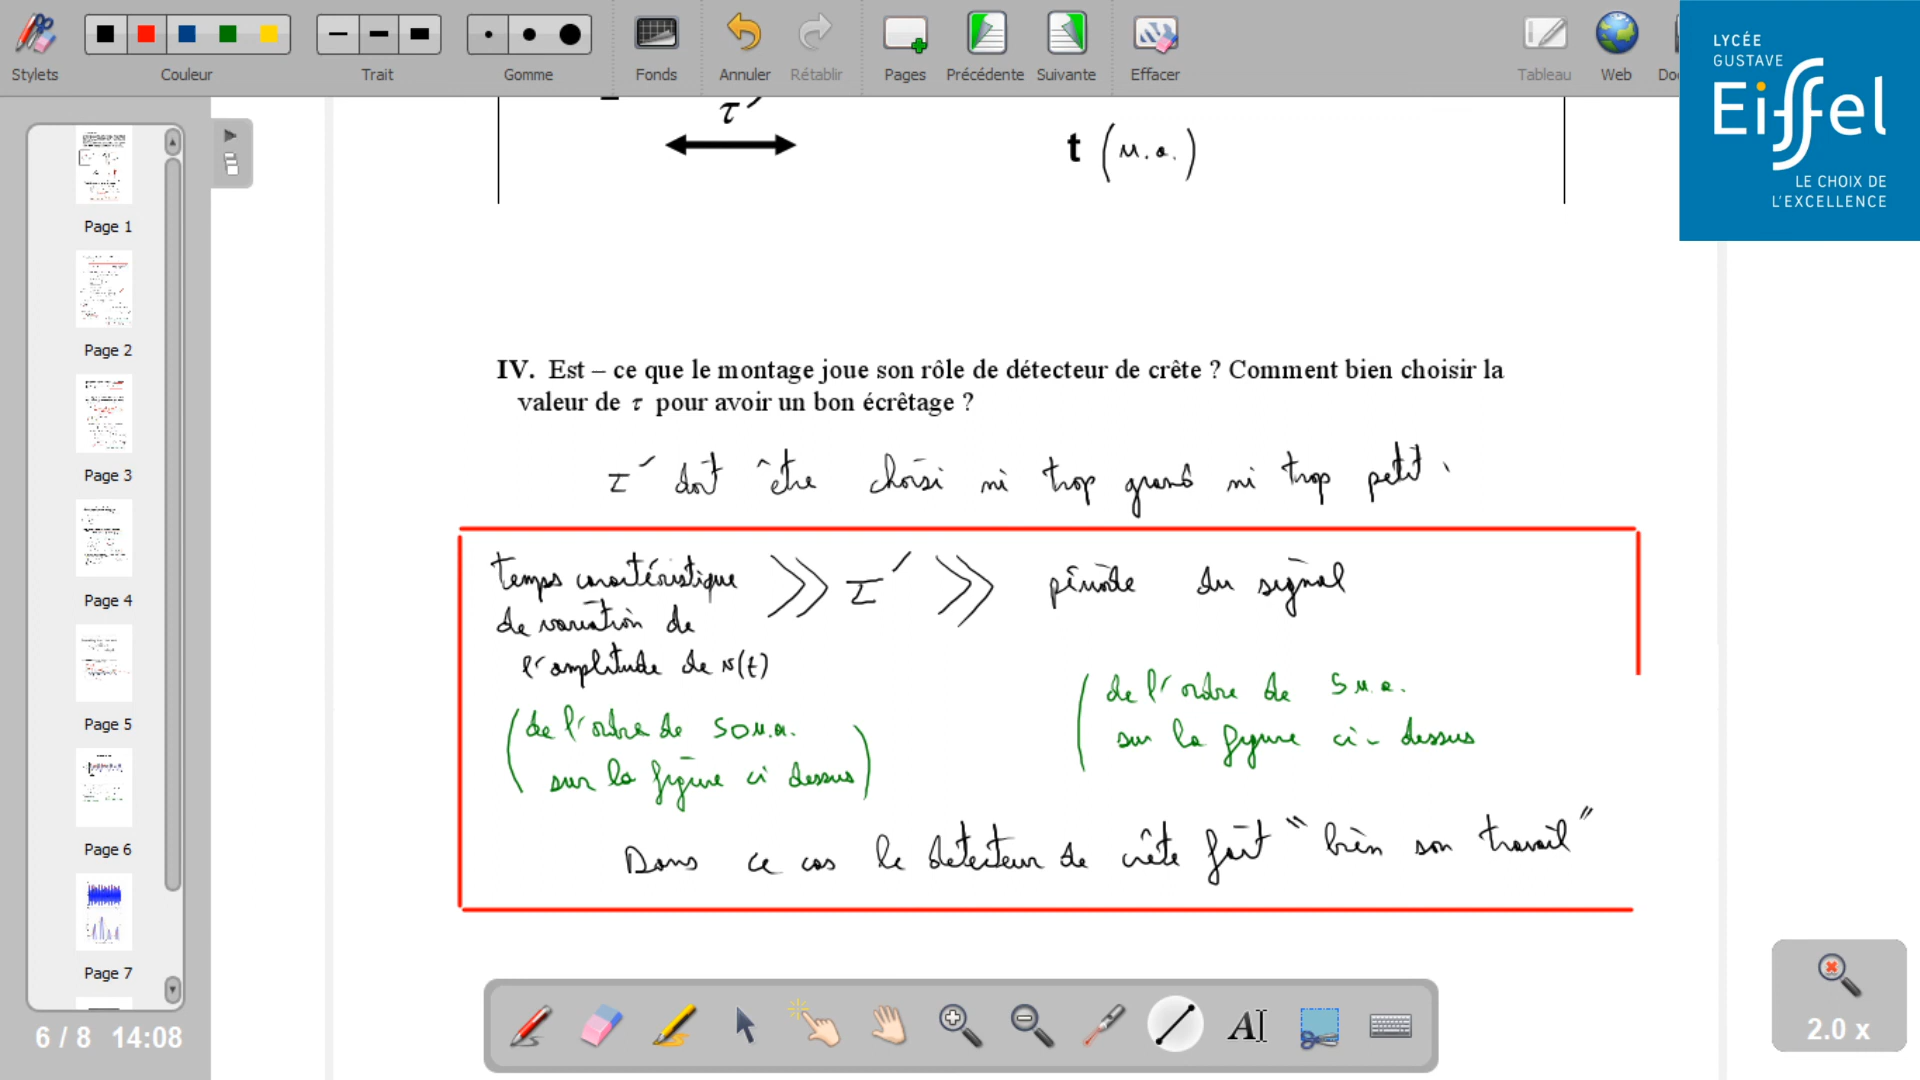 Stylets
Couleur
Trait
Gomme
Fonds
Annuler
Rétablir
Pages
Précédente
Suivante
Effacer
Tableau
Web
LYCÉE
GUSTAVE
Eiffel
LE CHOIX DE
L'EXCELLENCE
Page 1
Page 2
Page 3
Page 4
Page 5
Page 6
Page 7
6 / 8 14:08
τ′
t (u.a.)
IV. Est – ce que le montage joue son rôle de détecteur de crête ? Comment bien choisir la
valeur de τ pour avoir un bon écrêtage ?
τ′ doit être choisi ni trop grand ni trop petit.
temps caractéristique >> τ′ >> période du signal
de variation de
l'amplitude de v(t)
(de l'ordre de 5 u.a.
sur la figure ci-dessus
(de l'ordre de 50 u.a.
sur la figure ci dessus)
Dans ce cas le détecteur de crête fait "bien son travail"
AI
2.0 x